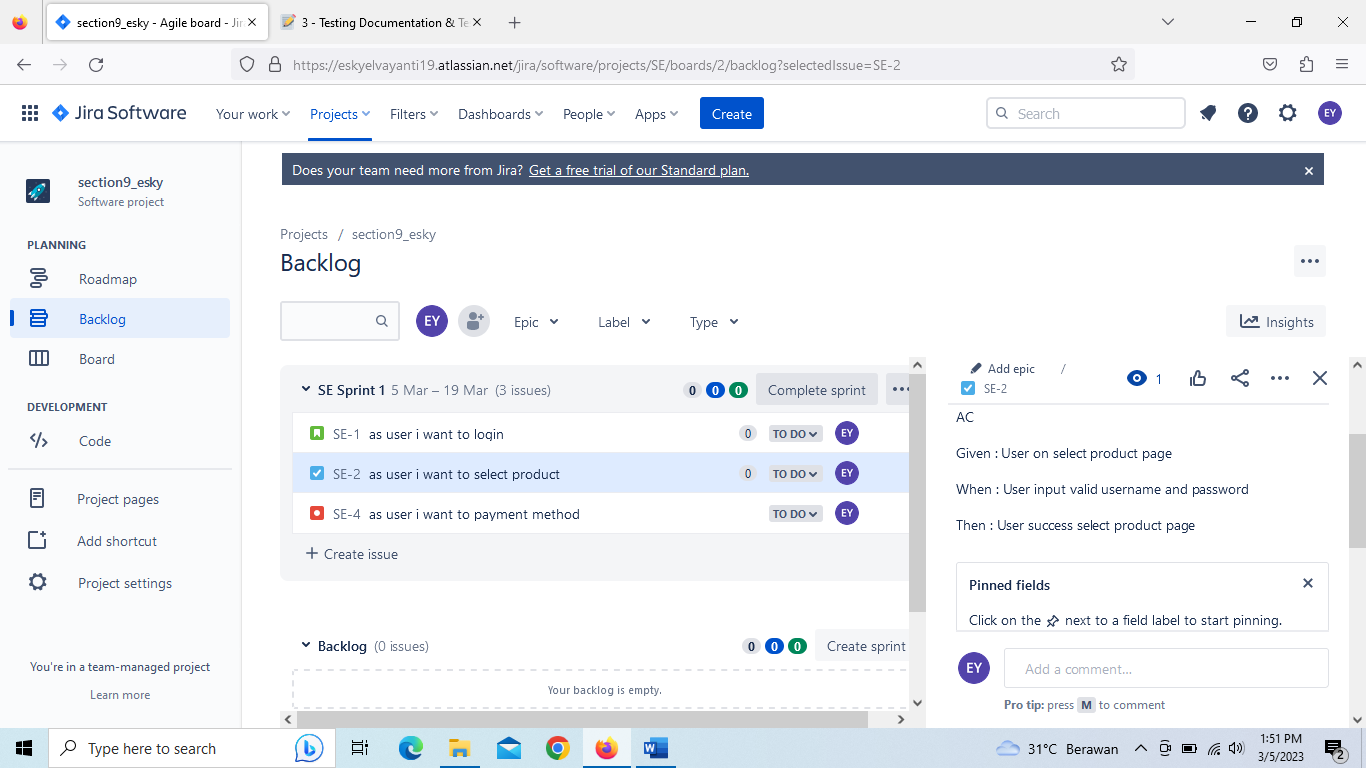 section9_esky - Agile board - Jir
3 - Testing Documentation & Te
https://eskyelvayanti19.atlassian.net/jira/software/projects/SE/boards/2/backlog?selectedIssue=SE-2
Jira Software Your work Projects Filters Dashboards People Apps Create Search EY
Does your team need more from Jira? Get a free trial of our Standard plan.
section9_esky
Software project
PLANNING
Roadmap
Backlog
Board
DEVELOPMENT
Code
Project pages
Add shortcut
Project settings
You're in a team-managed project
Learn more
Projects / section9_esky
Backlog
EY Epic Label Type Insights
SE Sprint 1 5 Mar – 19 Mar (3 issues) 0 0 0 Complete sprint
SE-1 as user i want to login 0 TO DO EY
SE-2 as user i want to select product 0 TO DO EY
SE-4 as user i want to payment method TO DO EY
+ Create issue
Backlog (0 issues) 0 0 0 Create sprint
Your backlog is empty.
Add epic / 1
SE-2
AC
Given : User on select product page
When : User input valid username and password
Then : User success select product page
Pinned fields
Click on the next to a field label to start pinning.
EY Add a comment...
Pro tip: press M to comment
Type here to search
31°C Berawan
1:51 PM
3/5/2023
2